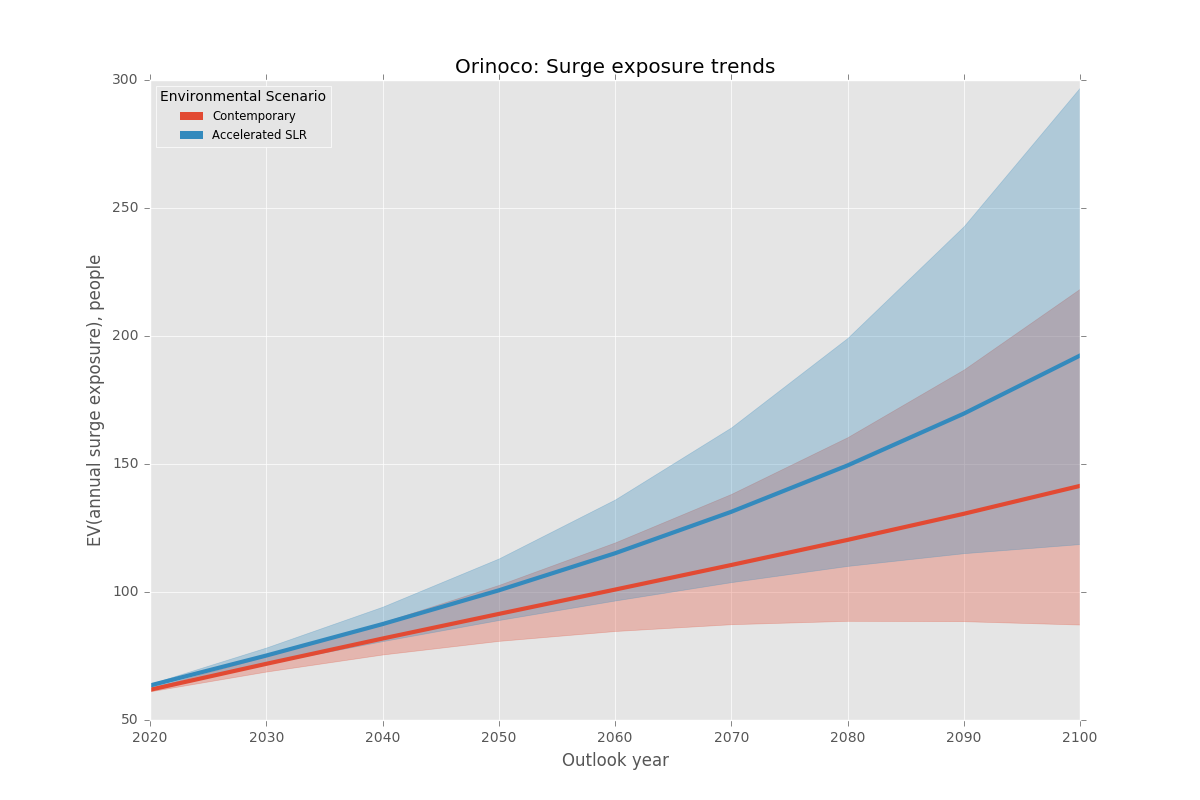 Orinoco: Surge exposure trends
300
Environmental Scenario
Contemporary
Accelerated SLR
250
200
150
100
50
EV(annual surge exposure), people
2020 2030 2040 2050 2060 2070 2080 2090 2100
Outlook year